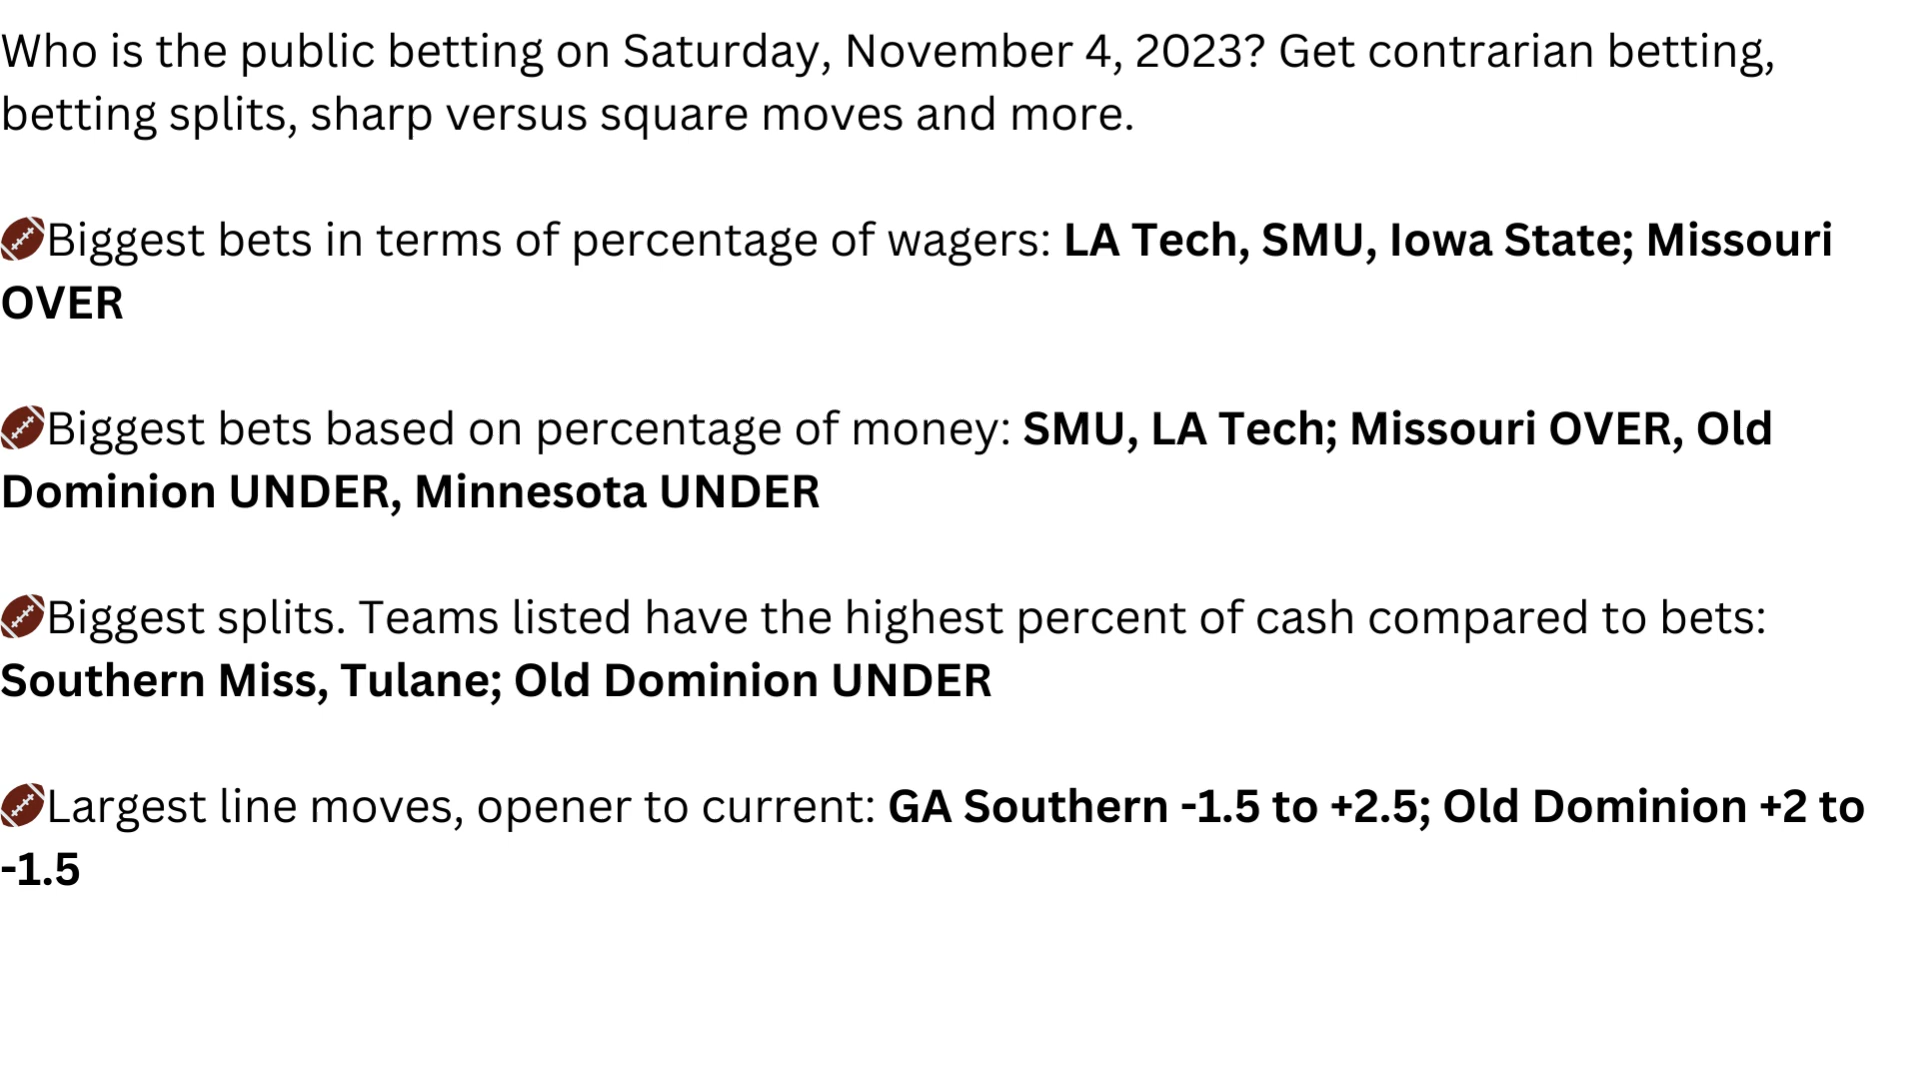 Who is the public betting on Saturday, November 4, 2023? Get contrarian betting,
betting splits, sharp versus square moves and more.
🏈Biggest bets in terms of percentage of wagers: LA Tech, SMU, Iowa State; Missouri
OVER
🏈Biggest bets based on percentage of money: SMU, LA Tech; Missouri OVER, Old
Dominion UNDER, Minnesota UNDER
🏈Biggest splits. Teams listed have the highest percent of cash compared to bets:
Southern Miss, Tulane; Old Dominion UNDER
🏈Largest line moves, opener to current: GA Southern -1.5 to +2.5; Old Dominion +2 to
-1.5